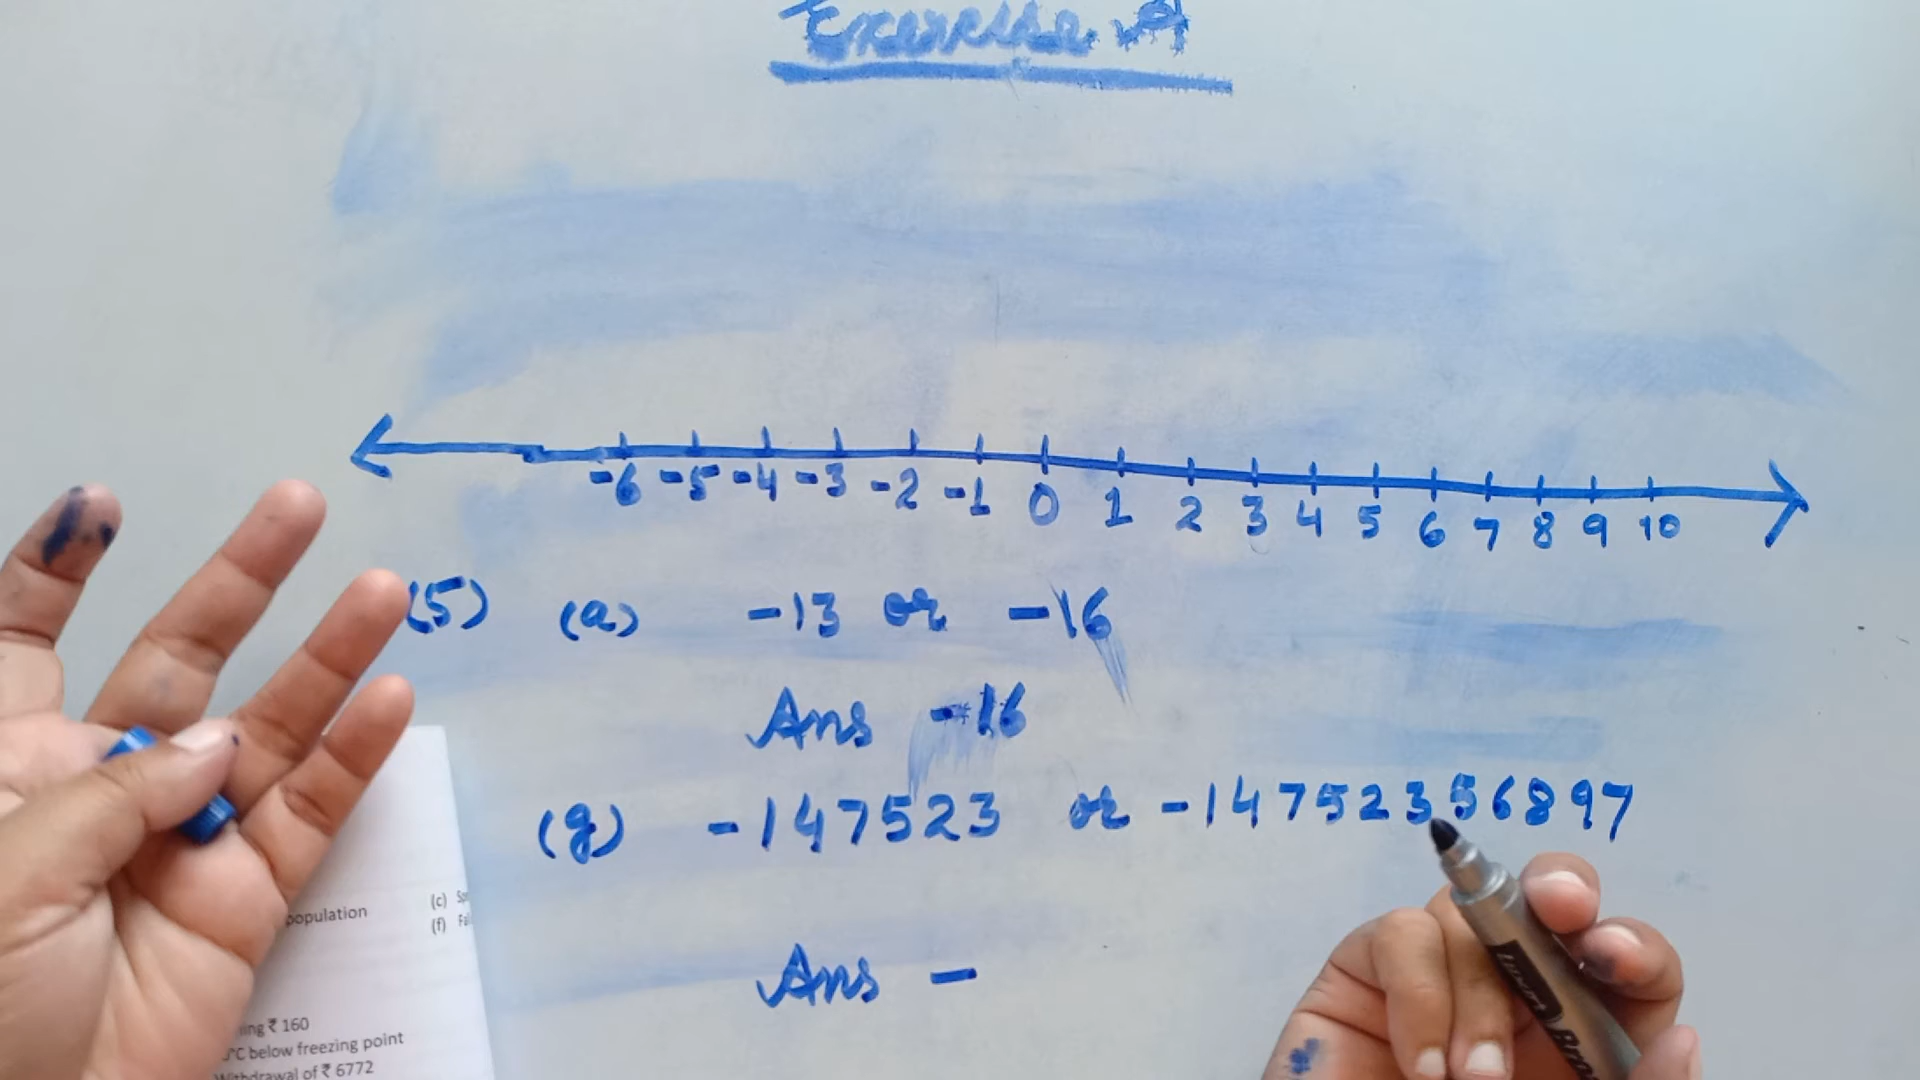 Exercise A
-6 -5 -4 -3 -2 -1 0 1 2 3 4 5 6 7 8 9 10
(5) (a) -13 or -16
Ans -16
(g) -147523 or -14752356897
Ans -
population (c)
(f)
₹ 160
°C below freezing point
Withdrawal of ₹ 6772